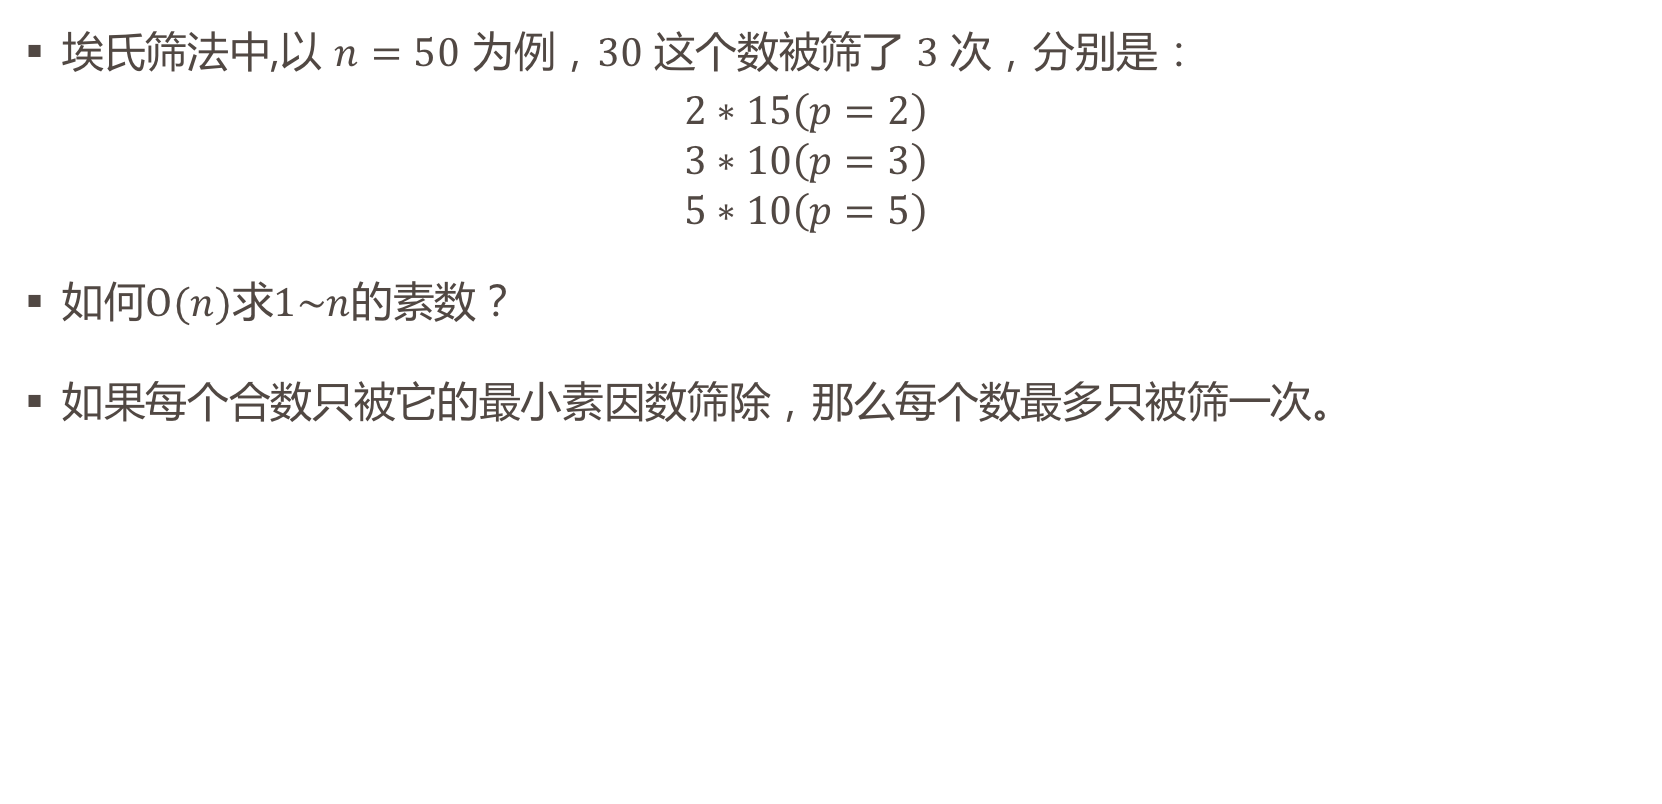 ▪ 埃氏筛法中,以 n = 50 为例，30 这个数被筛了 3 次，分别是：
2 ∗ 15(p = 2)
3 ∗ 10(p = 3)
5 ∗ 10(p = 5)
▪ 如何O(n)求1~n的素数？
▪ 如果每个合数只被它的最小素因数筛除，那么每个数最多只被筛一次。